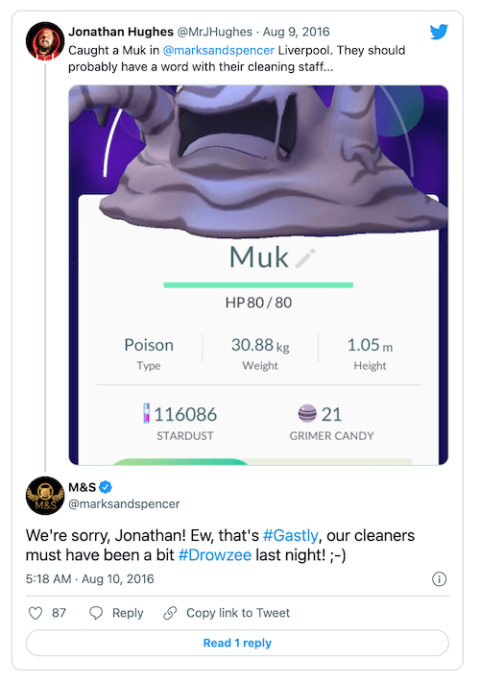 Jonathan Hughes @MrJHughes · Aug 9, 2016
Caught a Muk in @marksandspencer Liverpool. They should
probably have a word with their cleaning staff...
Muk
HP 80 / 80
Poison
Type
30.88 kg
Weight
1.05 m
Height
116086
STARDUST
21
GRIMER CANDY
M&S
M&S
@marksandspencer
We're sorry, Jonathan! Ew, that's #Gastly, our cleaners
must have been a bit #Drowzee last night! ;-)
5:18 AM · Aug 10, 2016
87 Reply Copy link to Tweet
Read 1 reply